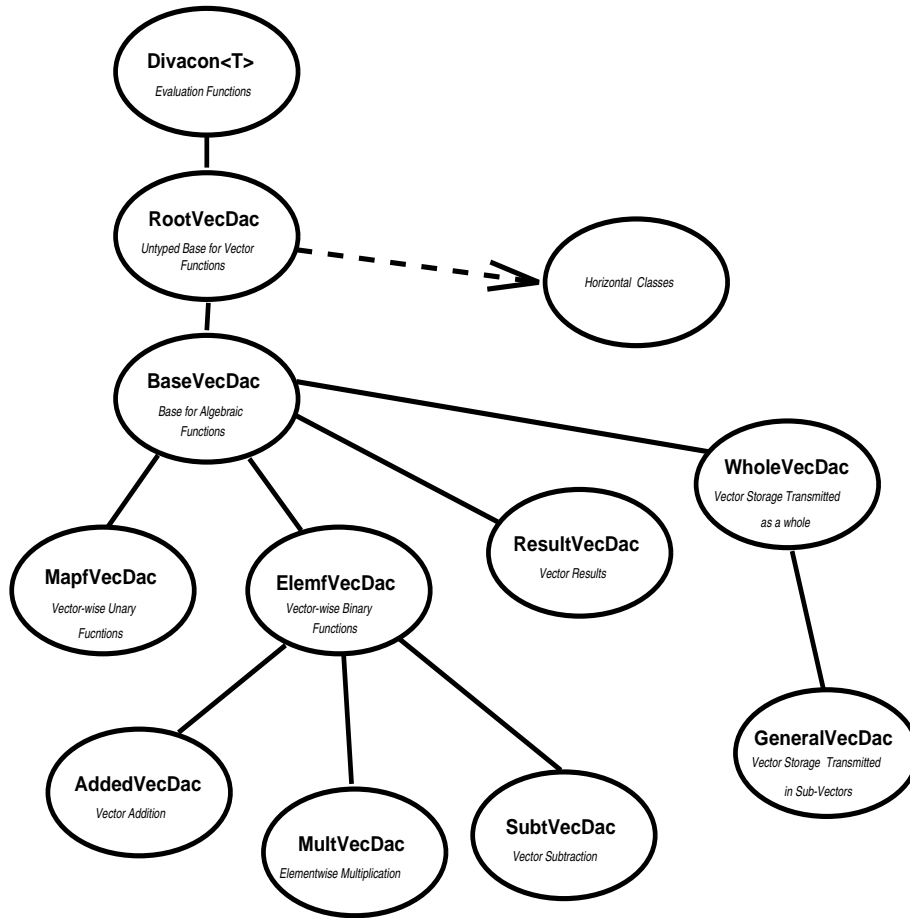 Divacon<T>
Evaluation Functions
RootVecDac
Untyped Base for Vector
Functions
Horizontal Classes
BaseVecDac
Base for Algebraic
Functions
WholeVecDac
Vector Storage Transmitted
as a whole
ResultVecDac
Vector Results
MapfVecDac
Vector-wise Unary
Fucntions
ElemfVecDac
Vector-wise Binary
Functions
GeneralVecDac
Vector Storage Transmitted
in Sub-Vectors
AddedVecDac
Vector Addition
MultVecDac
Elementwise Multiplication
SubtVecDac
Vector Subtraction